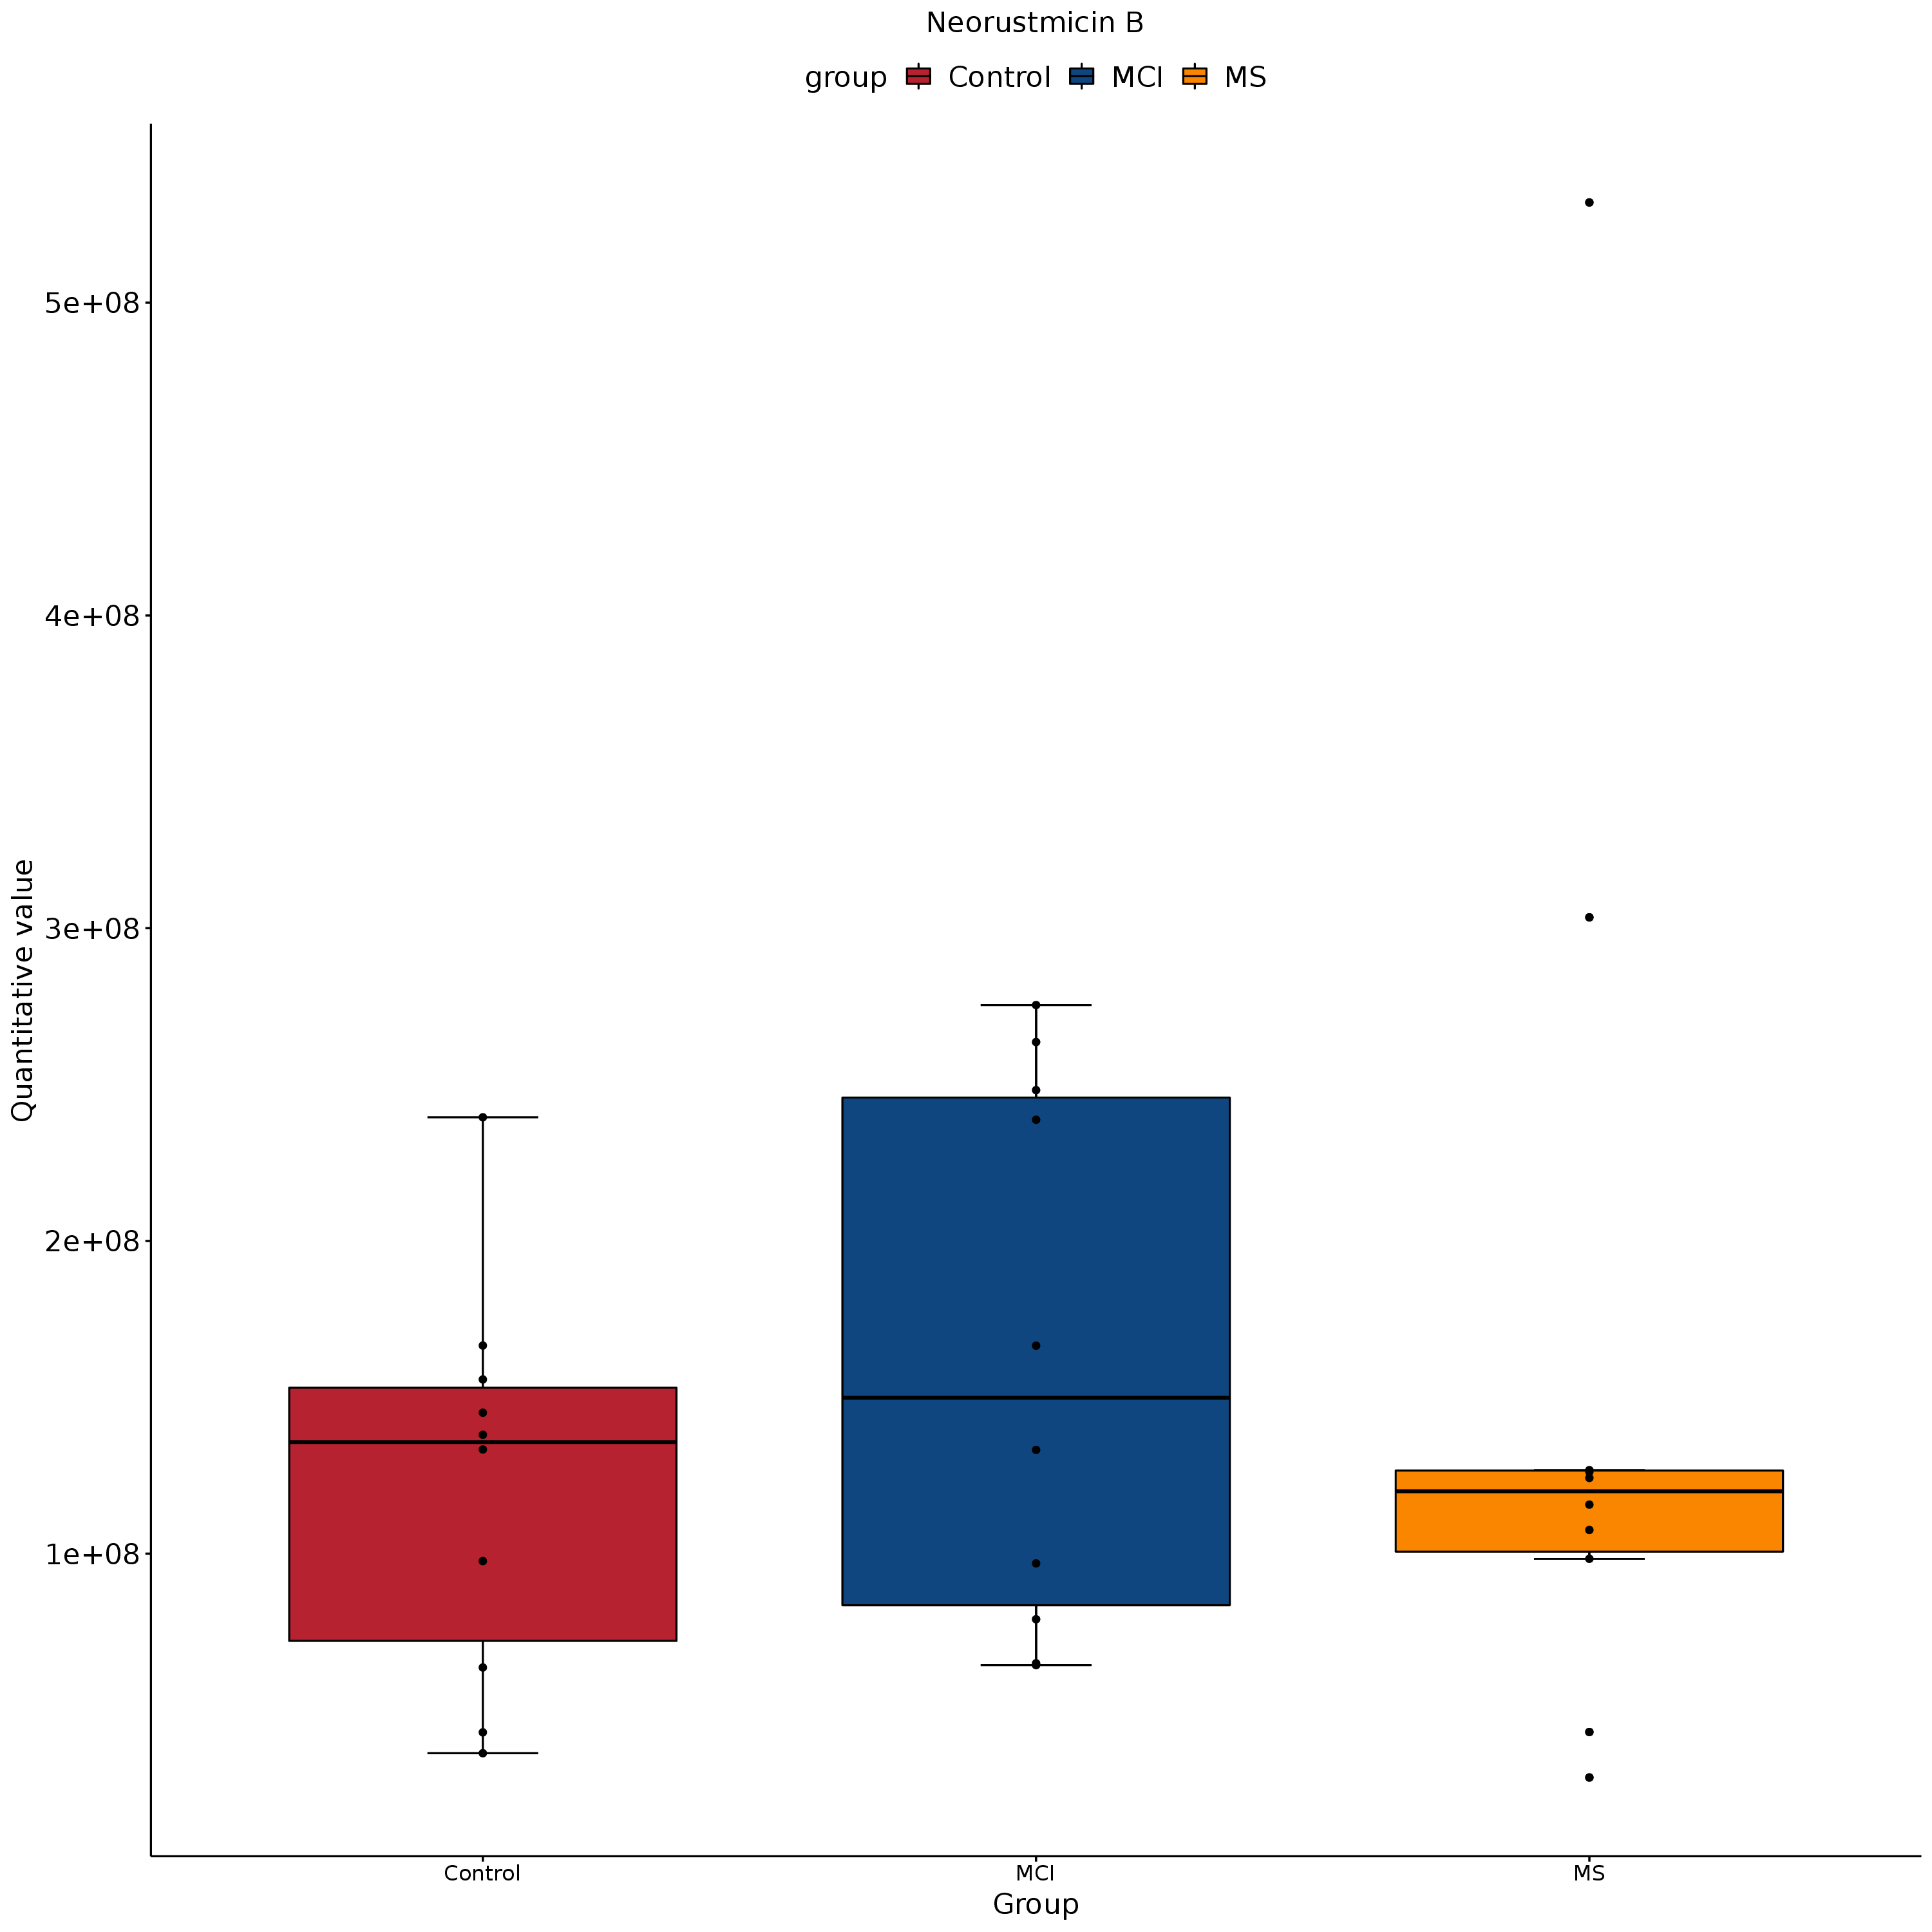 Neorustmicin B
group Control MCI MS
Quantitative value
5e+08
4e+08
3e+08
2e+08
1e+08
Control MCI MS
Group